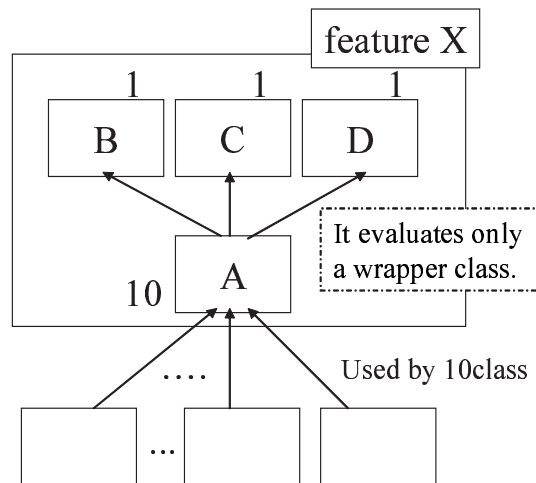 feature X
1 1 1
B C D
It evaluates only
a wrapper class.
A
10
....
Used by 10class
...